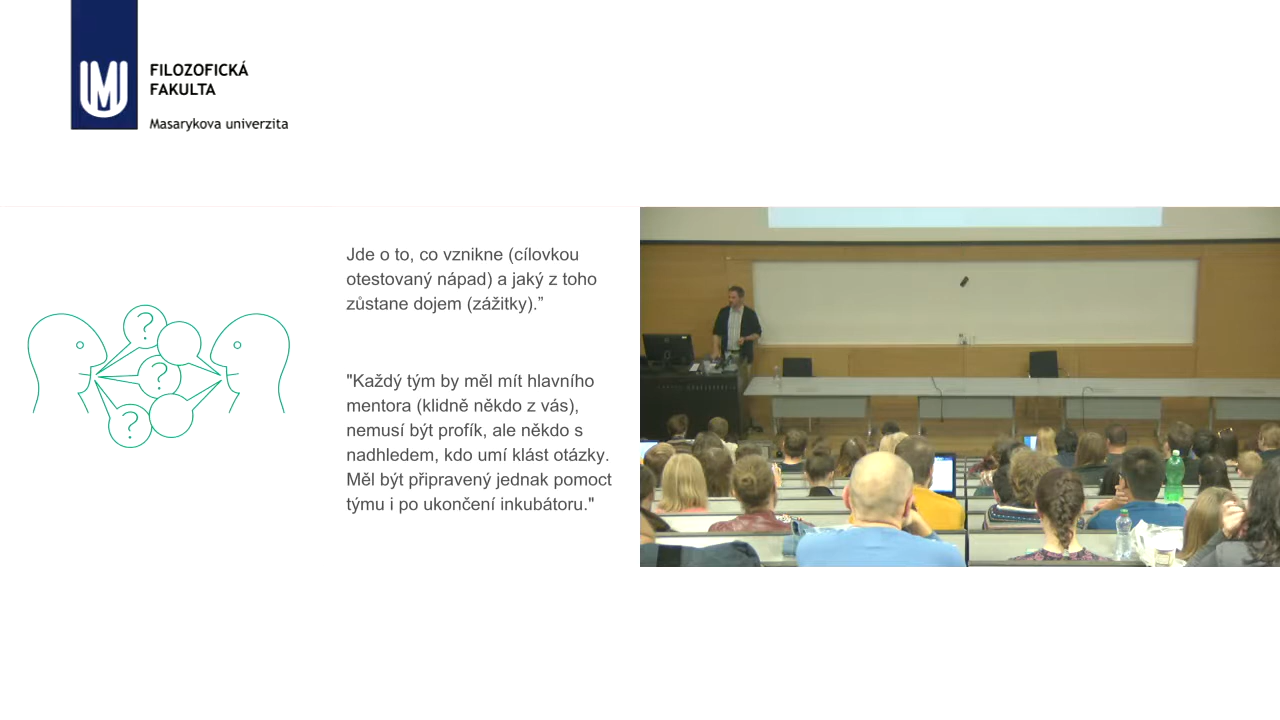 FILOZOFICKÁ
FAKULTA
Masarykova univerzita
Jde o to, co vznikne (cílovkou
otestovaný nápad) a jaký z toho
zůstane dojem (zážitky).”
"Každý tým by měl mít hlavního
mentora (klidně někdo z vás),
nemusí být profík, ale někdo s
nadhledem, kdo umí klást otázky.
Měl být připravený jednak pomoct
týmu i po ukončení inkubátoru."
?
?
?